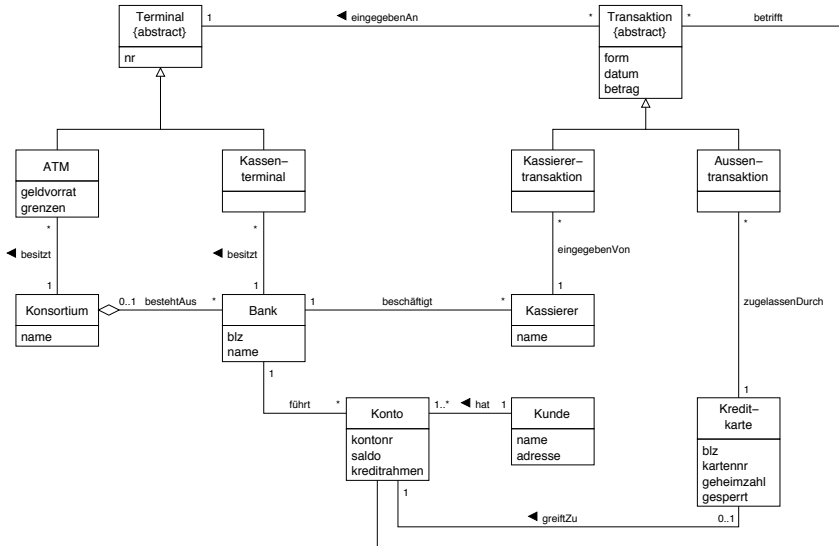 Terminal
{abstract}
nr
1
◄ eingegebenAn
*
Transaktion
{abstract}
form
datum
betrag
*
betrifft
ATM
geldvorrat
grenzen
Kassen–
terminal
Kassierer–
transaktion
Aussen–
transaktion
*
◄ besitzt
1
*
◄ besitzt
1
*
eingegebenVon
1
*
zugelassenDurch
1
Konsortium
name
0..1
bestehtAus
*
Bank
blz
name
1
beschäftigt
*
Kassierer
name
1
führt
*
Konto
kontonr
saldo
kreditrahmen
1..*
◄ hat
1
Kunde
name
adresse
Kredit–
karte
blz
kartennr
geheimzahl
gesperrt
1
◄ greiftZu
0..1